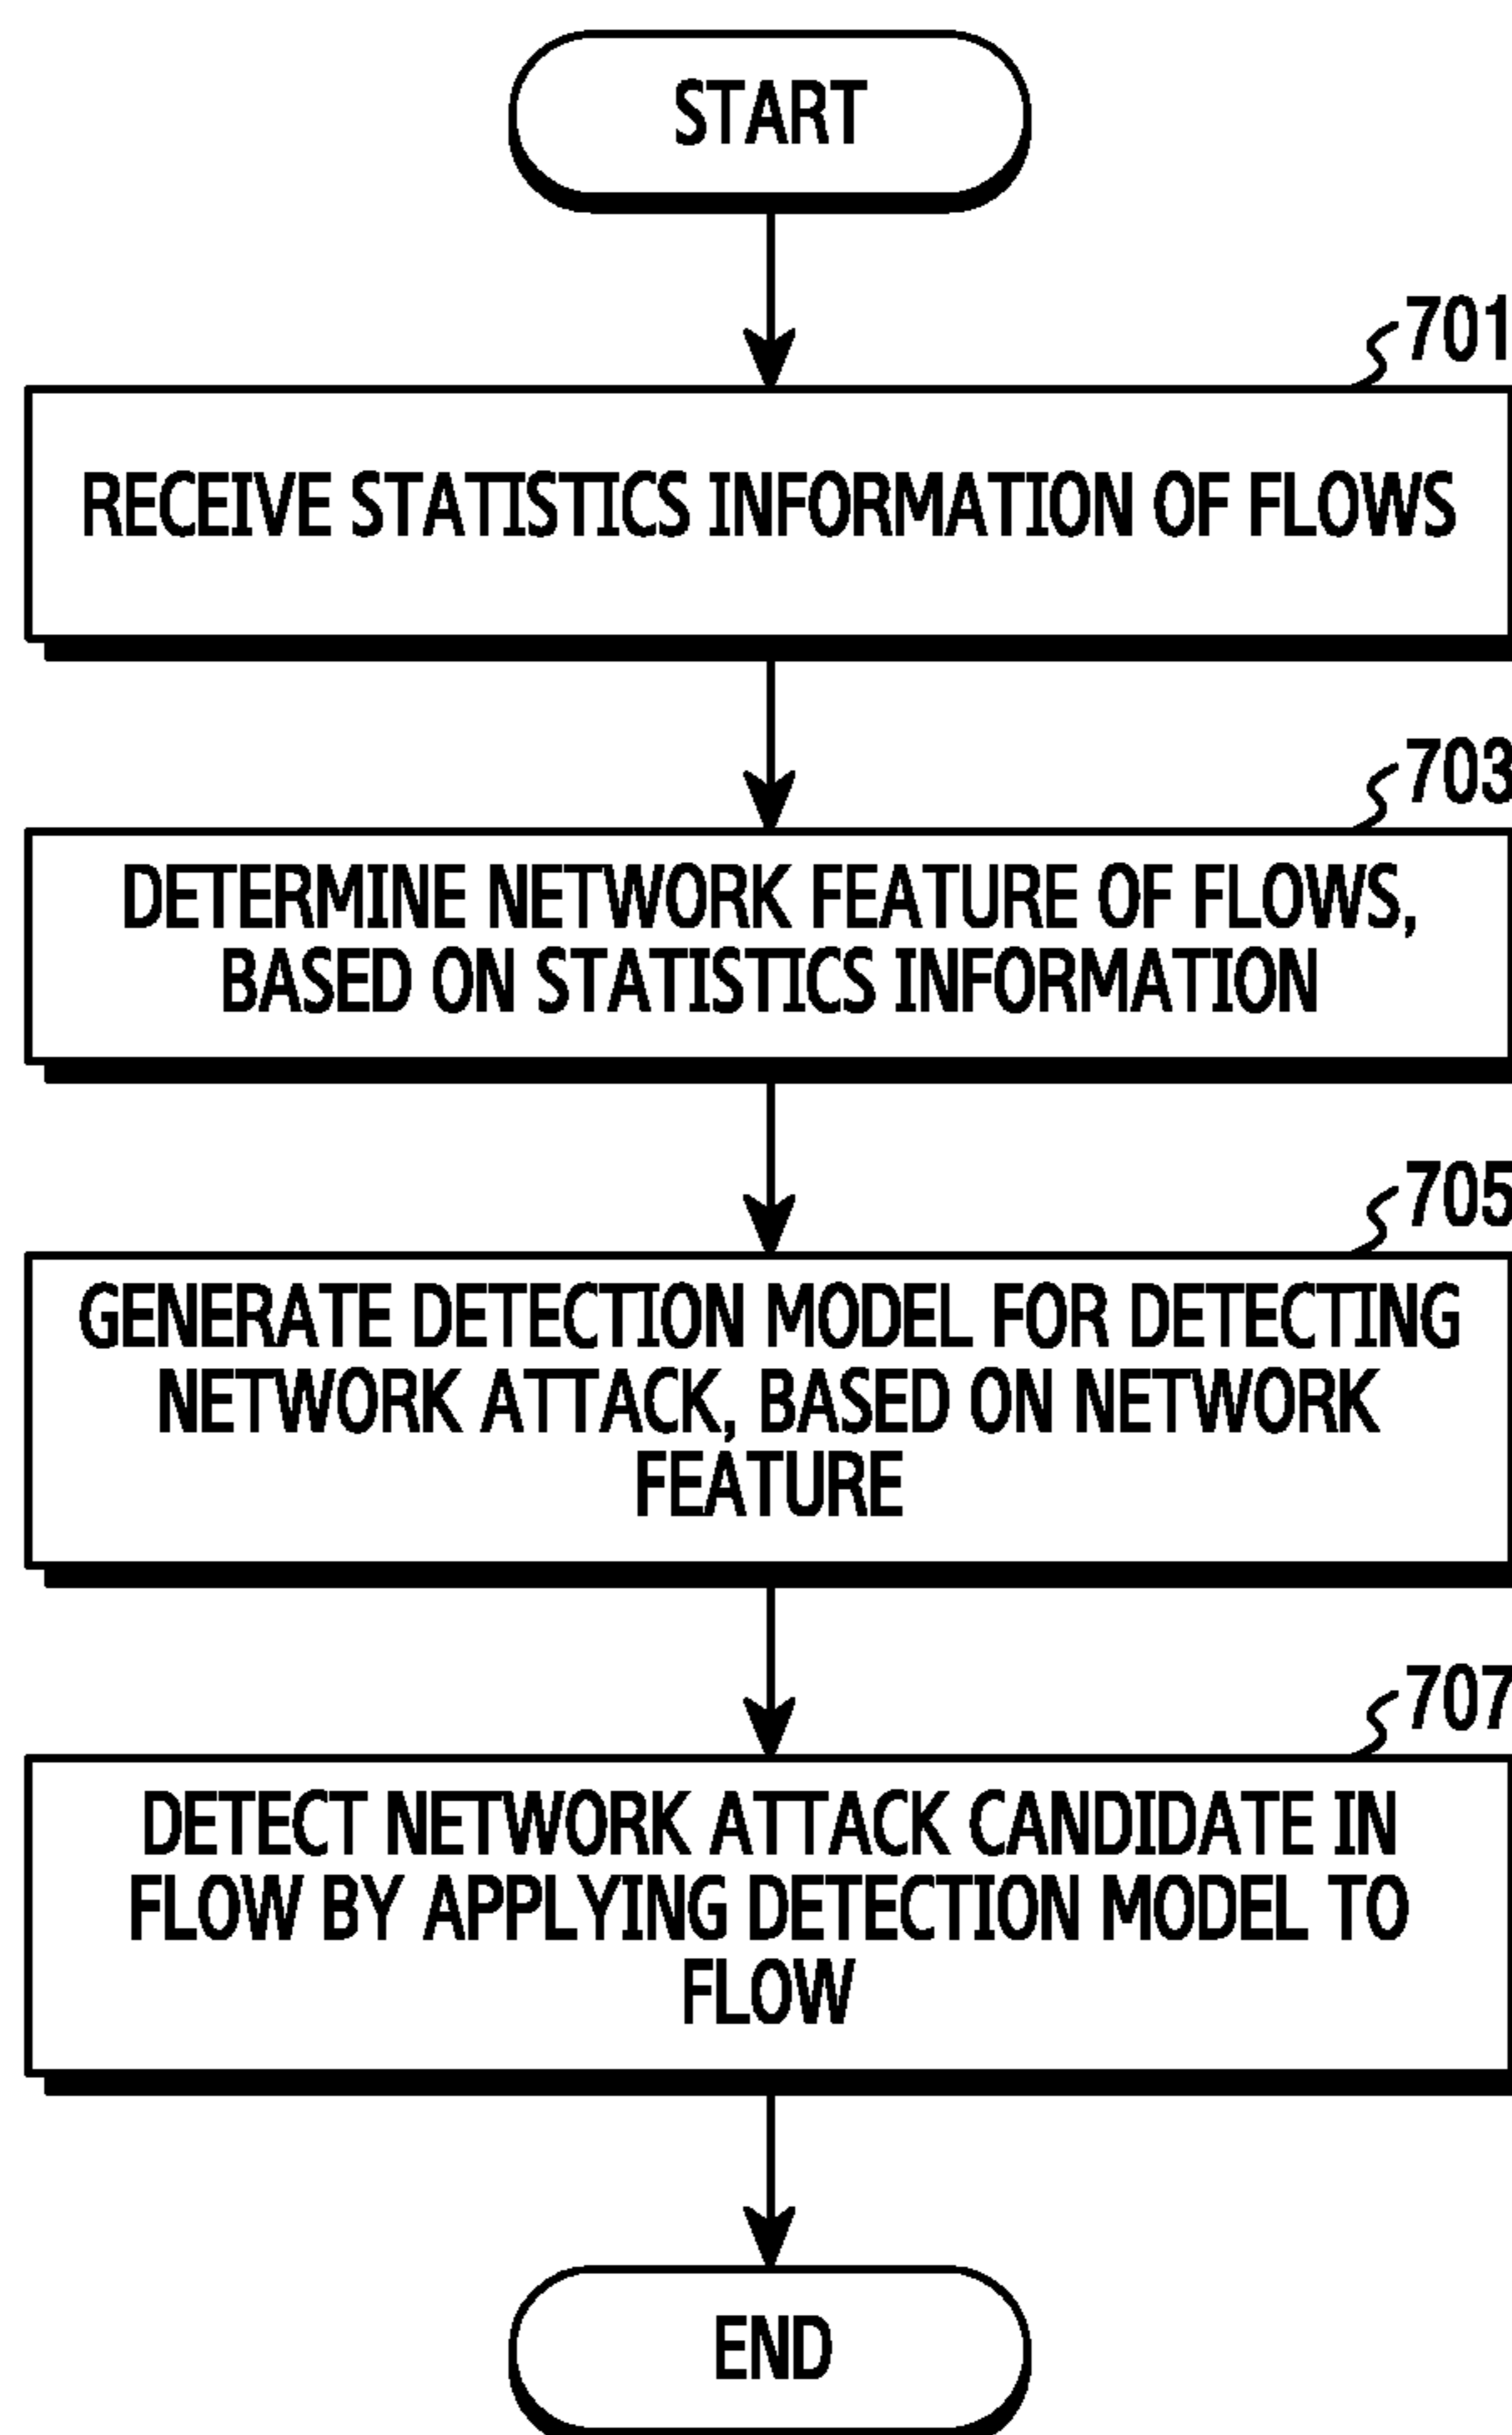 START
701
RECEIVE STATISTICS INFORMATION OF FLOWS
703
DETERMINE NETWORK FEATURE OF FLOWS,
BASED ON STATISTICS INFORMATION
705
GENERATE DETECTION MODEL FOR DETECTING
NETWORK ATTACK, BASED ON NETWORK
FEATURE
707
DETECT NETWORK ATTACK CANDIDATE IN
FLOW BY APPLYING DETECTION MODEL TO
FLOW
END